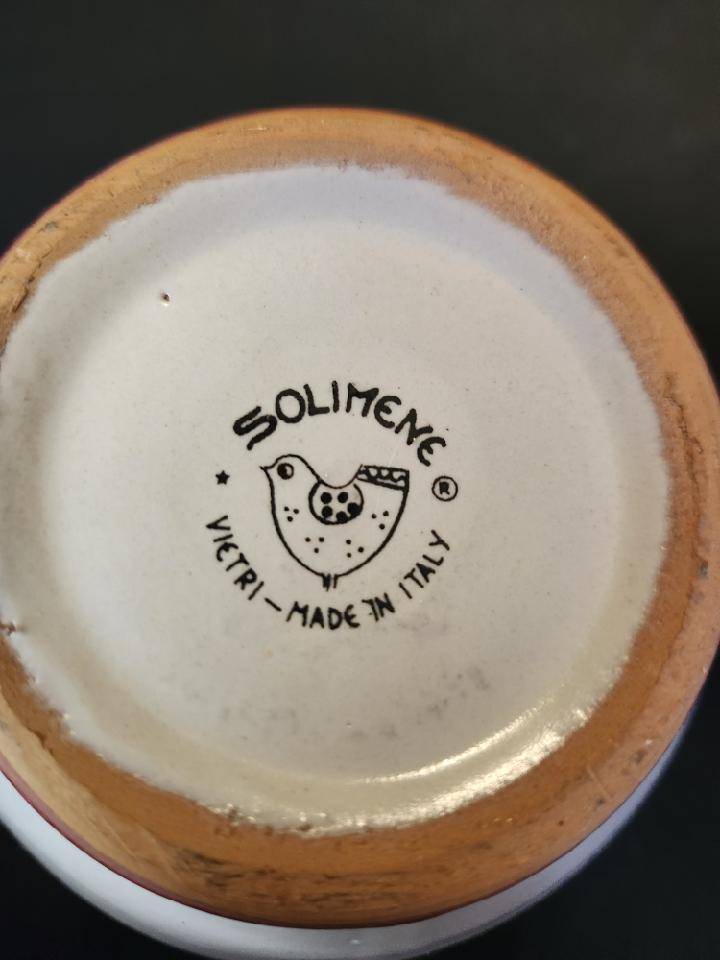 SOLIMENE
®
★ VIETRI – MADE IN ITALY